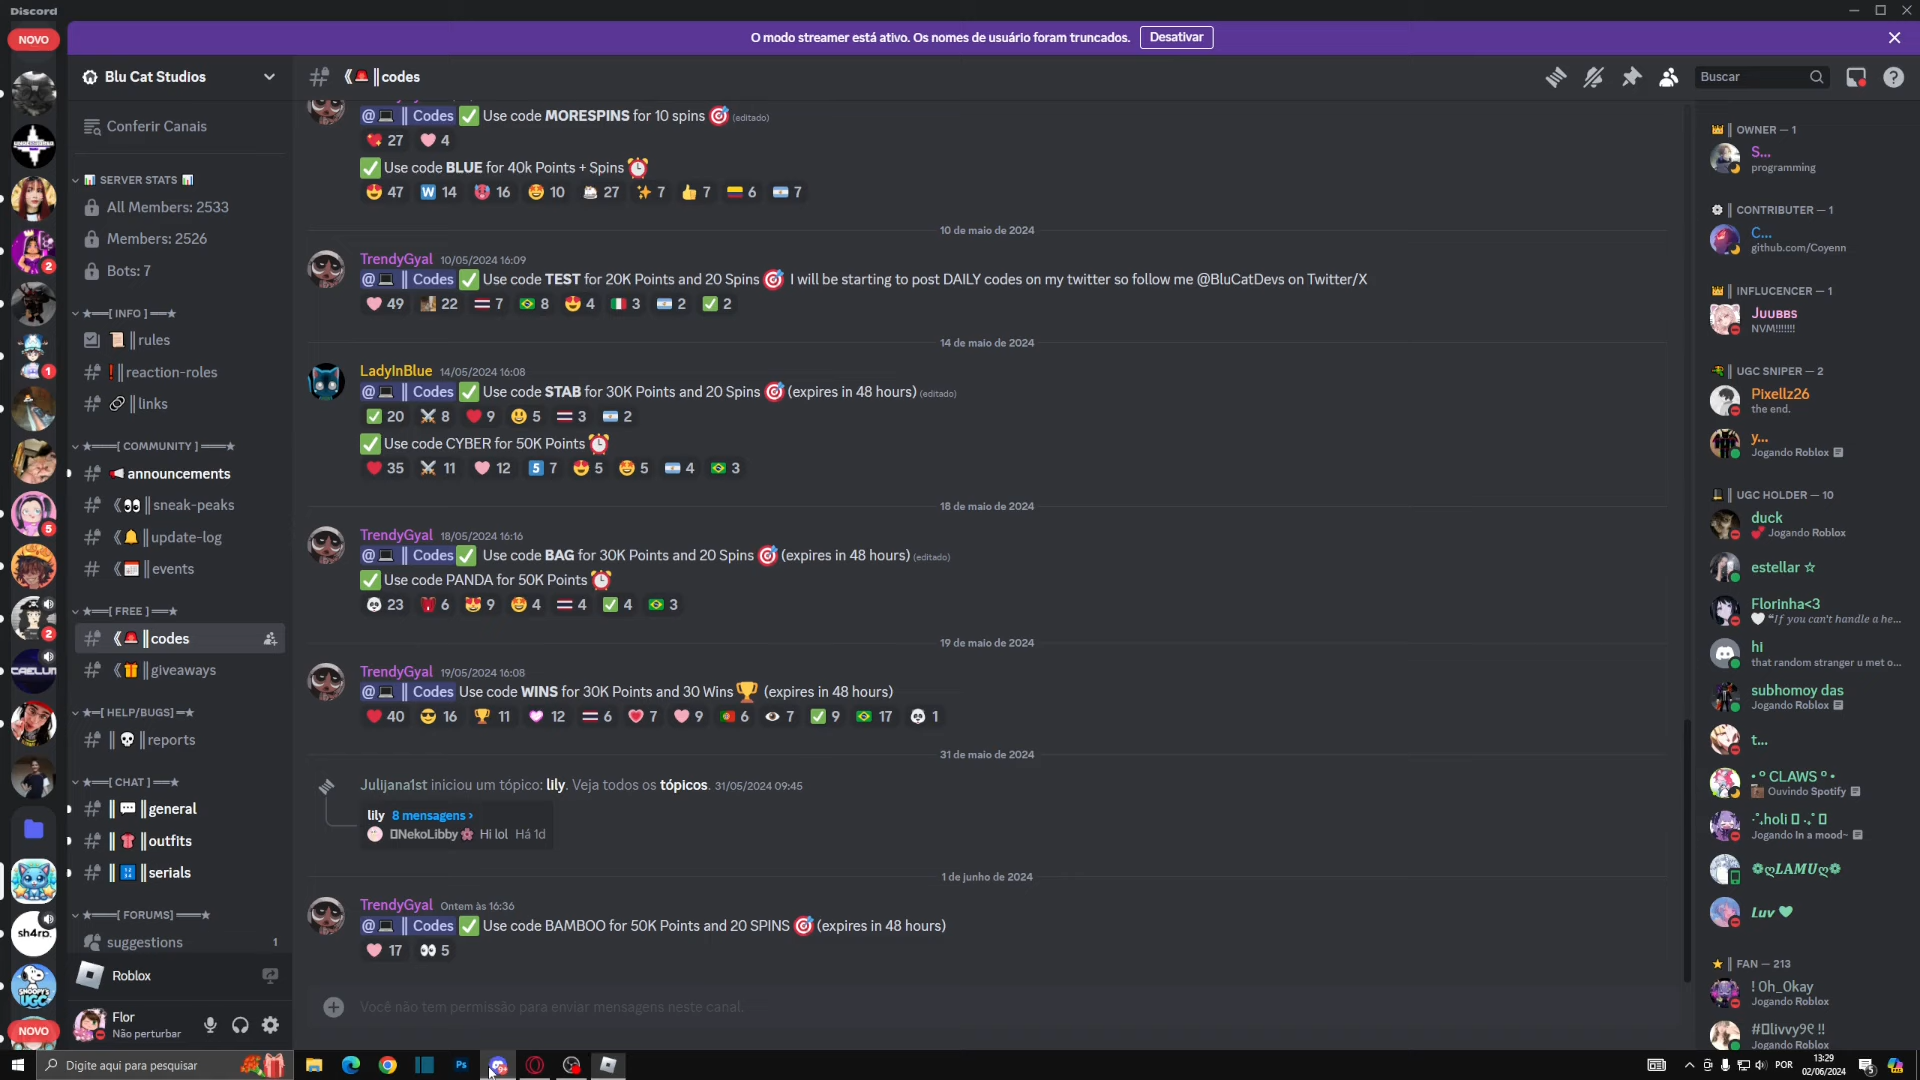 Discord
NOVO
O modo streamer está ativo. Os nomes de usuário foram truncados. Desativar
Blu Cat Studios
codes
Buscar
Conferir Canais
SERVER STATS
All Members: 2533
Members: 2526
Bots: 7
[ INFO ]
rules
reaction-roles
links
[ COMMUNITY ]
announcements
sneak-peaks
update-log
events
[ FREE ]
codes
giveaways
[ HELP/BUGS]
reports
[ CHAT ]
general
outfits
serials
[ FORUMS]
suggestions 1
Roblox
Flor
Não perturbar
2
1
5
2
CAELUM
sh4rp.
SNOOPY'S
UGC
NOVO
@ Codes ✅ Use code MORESPINS for 10 spins (editado)
27 4
✅ Use code BLUE for 40k Points + Spins
47 W 14 16 10 27 7 7 6 7
10 de maio de 2024
TrendyGyal 10/05/2024 16:09
@ Codes ✅ Use code TEST for 20K Points and 20 Spins I will be starting to post DAILY codes on my twitter so follow me @BluCatDevs on Twitter/X
49 22 7 8 4 3 2 2
14 de maio de 2024
LadyInBlue 14/05/2024 16:08
@ Codes ✅ Use code STAB for 30K Points and 20 Spins (expires in 48 hours) (editado)
20 8 9 5 3 2
✅ Use code CYBER for 50K Points
35 11 12 5 7 5 5 4 3
18 de maio de 2024
TrendyGyal 18/05/2024 16:16
@ Codes ✅ Use code BAG for 30K Points and 20 Spins (expires in 48 hours) (editado)
✅ Use code PANDA for 50K Points
23 6 9 4 4 4 3
19 de maio de 2024
TrendyGyal 19/05/2024 16:08
@ Codes Use code WINS for 30K Points and 30 Wins (expires in 48 hours)
40 16 11 12 6 7 9 6 7 9 17 1
31 de maio de 2024
Julijana1st iniciou um tópico: lily. Veja todos os tópicos. 31/05/2024 09:45
lily 8 mensagens ›
NekoLibby Hi lol Há 1d
1 de junho de 2024
TrendyGyal Ontem às 16:36
@ Codes ✅ Use code BAMBOO for 50K Points and 20 SPINS (expires in 48 hours)
17 5
Você não tem permissão para enviar mensagens neste canal.
OWNER — 1
S...
programming
CONTRIBUTER — 1
C...
github.com/Coyenn
INFLUCENCER — 1
JUUBBS
NVM!!!!!!!
UGC SNIPER — 2
Pixellz26
the end.
y...
Jogando Roblox
UGC HOLDER — 10
duck
Jogando Roblox
estellar ☆
Florinha<3
“If you can't handle a he...
hi
that random stranger u met o...
subhomoy das
Jogando Roblox
t...
• º CLAWS º •
Ouvindo Spotify
holi
Jogando In a mood~
❁ღLAMUღ❁
Luv
FAN — 213
! 0h_Okay
Jogando Roblox
#▯livvy୨୧ !!
Jogando Roblox
Digite aqui para pesquisar
Ps
POR
13:29
02/06/2024
5